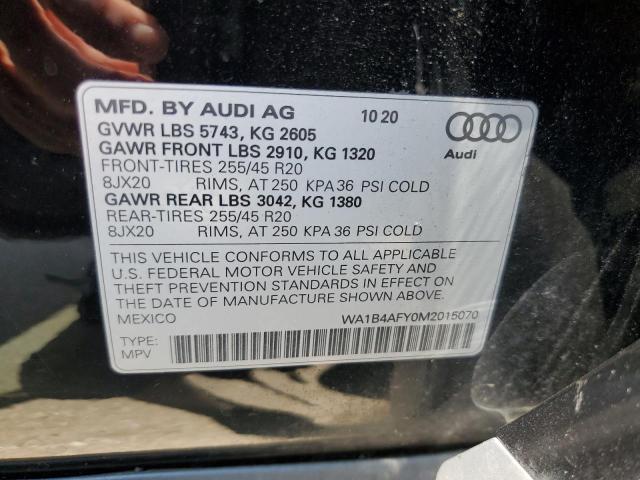 MFD. BY AUDI AG 10 20
GVWR LBS 5743, KG 2605
GAWR FRONT LBS 2910, KG 1320
FRONT-TIRES 255/45 R20
8JX20 RIMS, AT 250 KPA 36 PSI COLD
GAWR REAR LBS 3042, KG 1380
REAR-TIRES 255/45 R20
8JX20 RIMS, AT 250 KPA 36 PSI COLD
Audi
THIS VEHICLE CONFORMS TO ALL APPLICABLE
U.S. FEDERAL MOTOR VEHICLE SAFETY AND
THEFT PREVENTION STANDARDS IN EFFECT ON
THE DATE OF MANUFACTURE SHOWN ABOVE.
MEXICO WA1B4AFY0M2015070
TYPE:
MPV